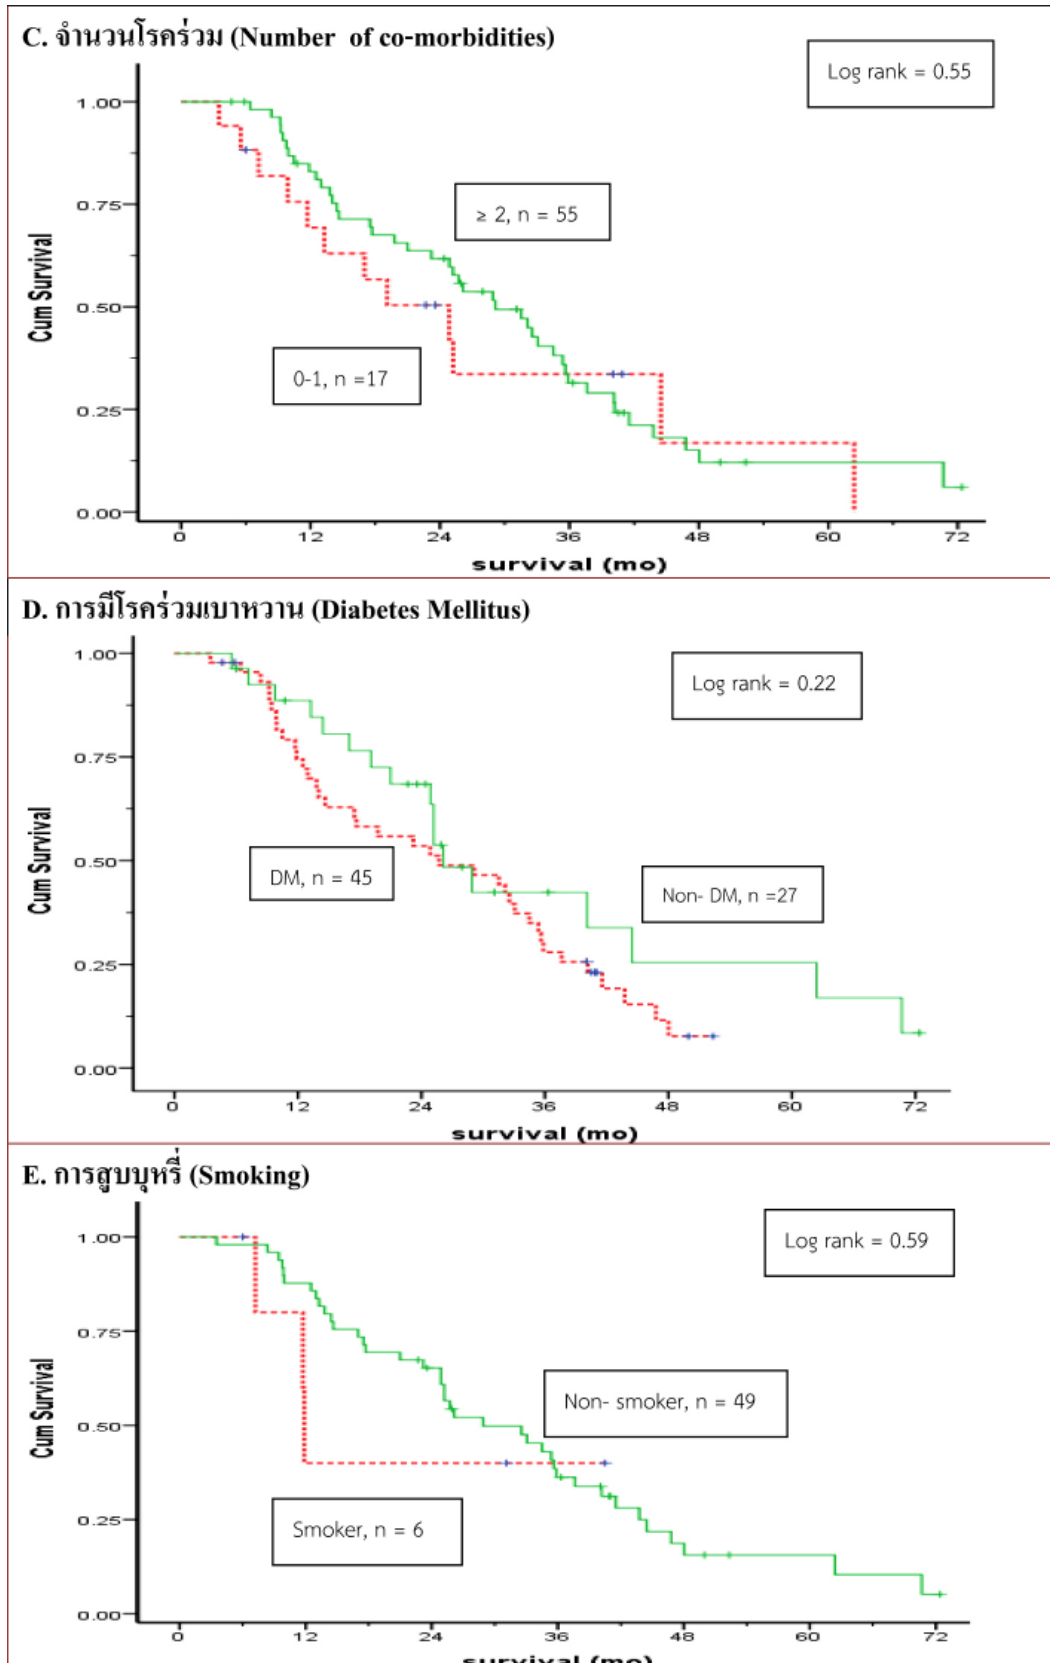 C. จำนวนโรคร่วม (Number of co-morbidities)
Log rank = 0.55
1.00
0.75
0.50
0.25
0.00
Cum Survival
≥ 2, n = 55
0-1, n =17
0 12 24 36 48 60 72
survival (mo)
D. การมีโรคร่วมเบาหวาน (Diabetes Mellitus)
Log rank = 0.22
1.00
0.75
0.50
0.25
0.00
Cum Survival
DM, n = 45
Non- DM, n =27
0 12 24 36 48 60 72
survival (mo)
E. การสูบบุหรี่ (Smoking)
Log rank = 0.59
1.00
0.75
0.50
0.25
0.00
Cum Survival
Non- smoker, n = 49
Smoker, n = 6
0 12 24 36 48 60 72
survival (mo)